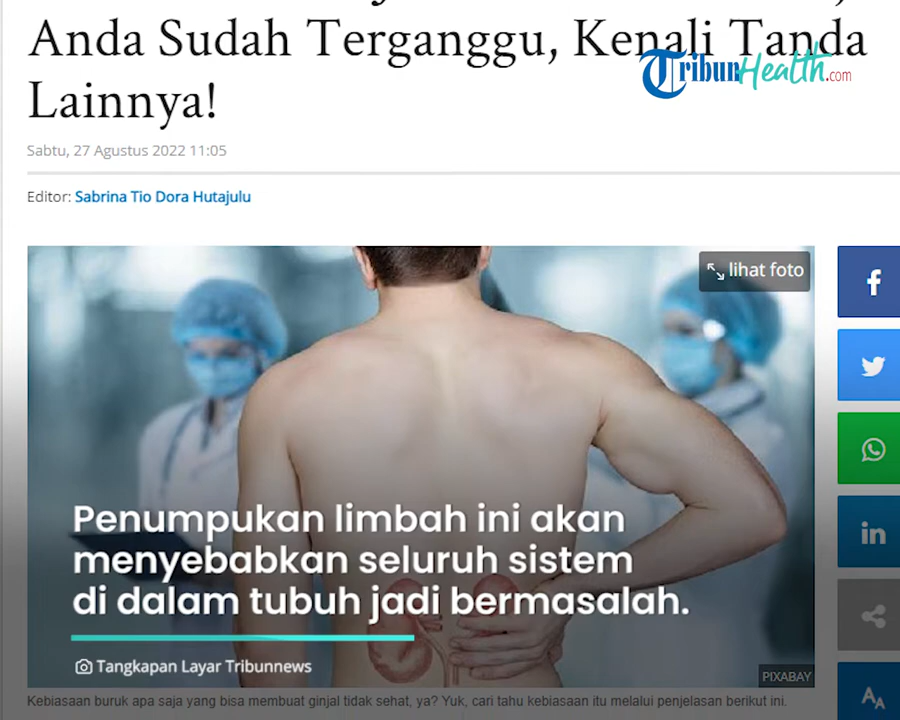 Anda Sudah Terganggu, Kenali Tanda
Lainnya!
TribunHealth.com
Sabtu, 27 Agustus 2022 11:05
Editor: Sabrina Tio Dora Hutajulu
lihat foto
Penumpukan limbah ini akan
menyebabkan seluruh sistem
di dalam tubuh jadi bermasalah.
Tangkapan Layar Tribunnews
PIXABAY
Kebiasaan buruk apa saja yang bisa membuat ginjal tidak sehat, ya? Yuk, cari tahu kebiasaan itu melalui penjelasan berikut ini.
f
in
AA